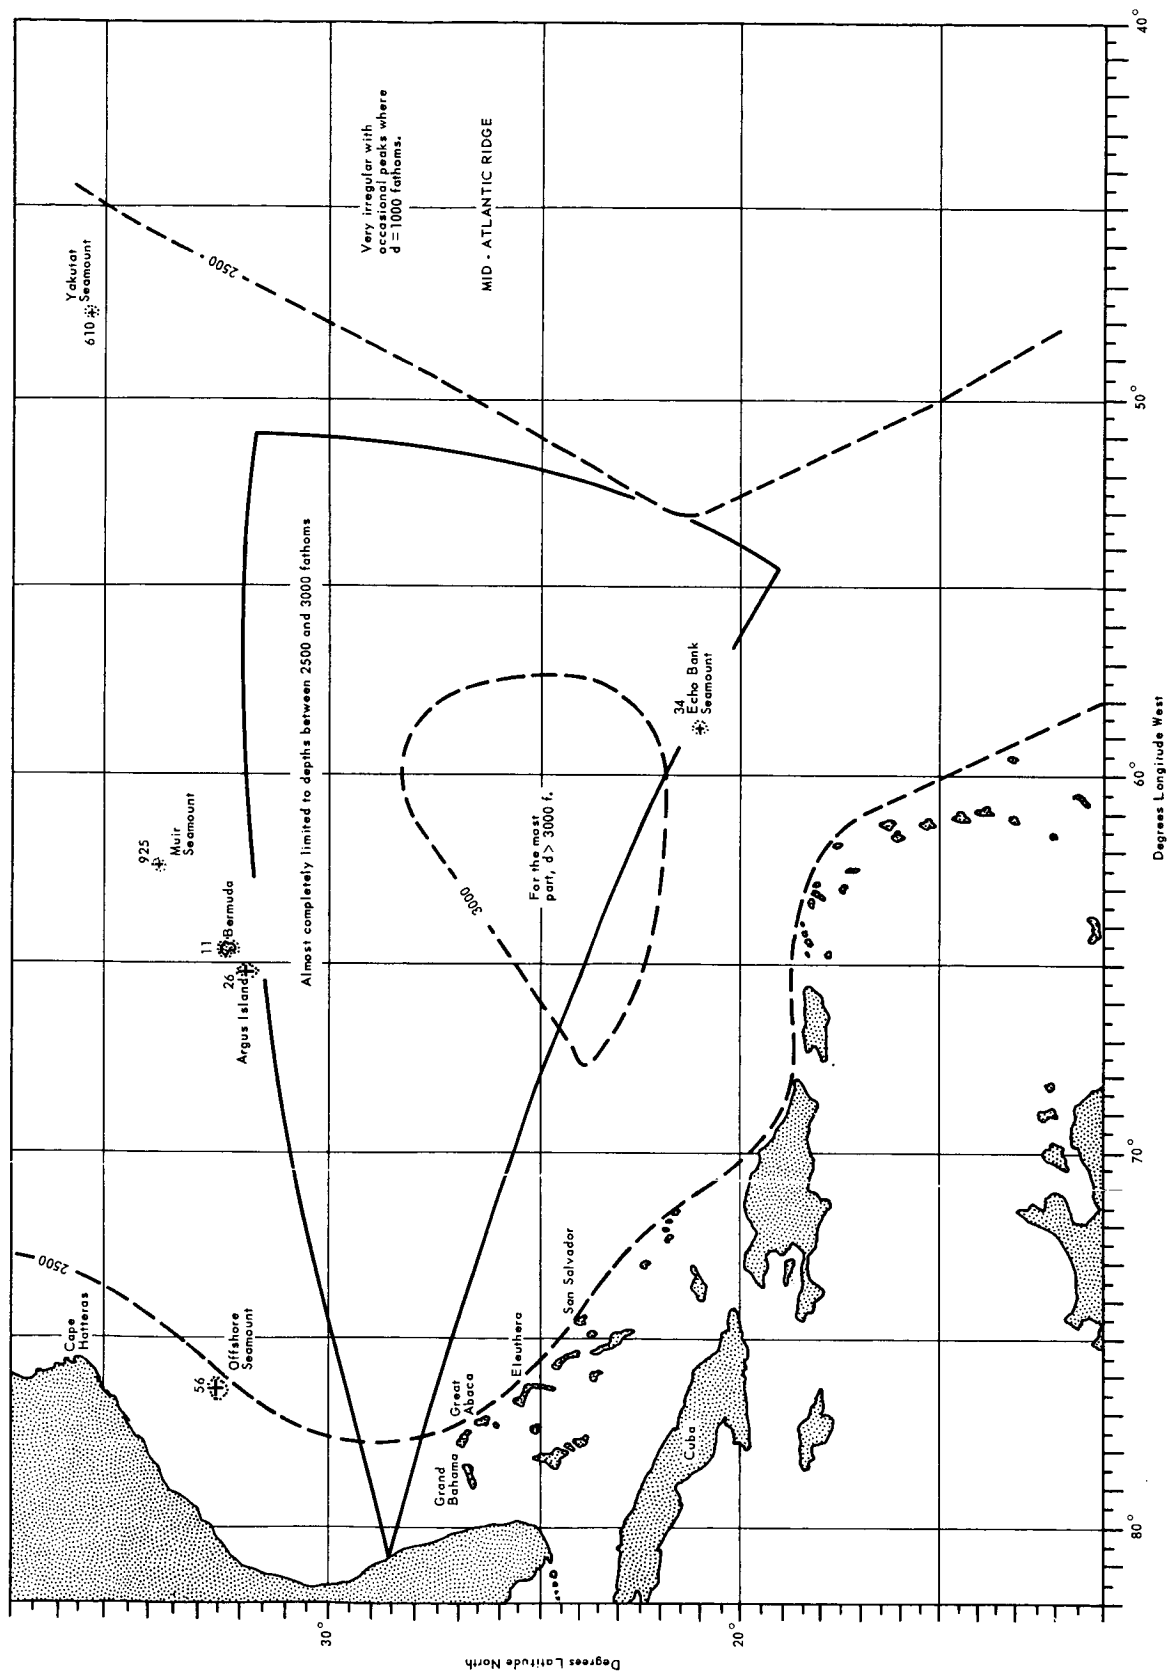 Yakutat
Seamount
610
Very irregular with
occasional peaks where
d = 1000 fathoms.
MID - ATLANTIC RIDGE
2500
925
Muir
Seamount
11
Bermuda
26
Argus Island
Almost completely limited to depths between 2500 and 3000 fathoms
3000
For the most
part, d > 3000 f.
34
Echo Bank
Seamount
2500
Cape
Hatteras
56
Offshore
Seamount
Great
Abaca
Grand
Bahama
Eleuthera
San Salvador
Cuba
30°
20°
Degrees Latitude North
80°
70°
60°
50°
40°
Degrees Longitude West